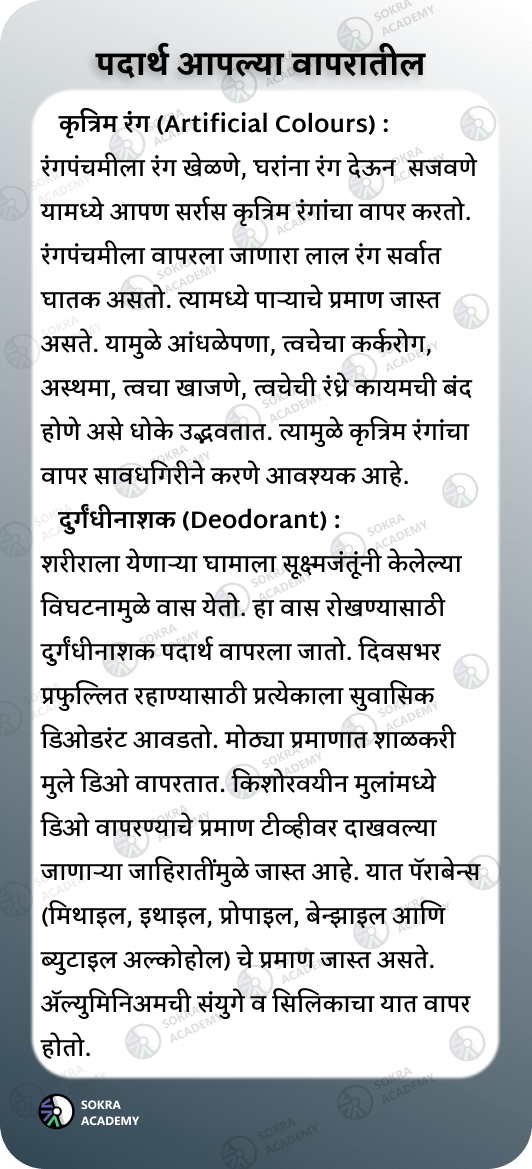 पदार्थ आपल्या वापरातील
कृत्रिम रंग (Artificial Colours) :
रंगपंचमीला रंग खेळणे, घरांना रंग देऊन सजवणे
यामध्ये आपण सर्रास कृत्रिम रंगांचा वापर करतो.
रंगपंचमीला वापरला जाणारा लाल रंग सर्वात
घातक असतो. त्यामध्ये पाऱ्याचे प्रमाण जास्त
असते. यामुळे आंधळेपणा, त्वचेचा कर्करोग,
अस्थमा, त्वचा खाजणे, त्वचेची रंध्रे कायमची बंद
होणे असे धोके उद्भवतात. त्यामुळे कृत्रिम रंगांचा
वापर सावधगिरीने करणे आवश्यक आहे.
दुर्गंधीनाशक (Deodorant) :
शरीराला येणाऱ्या घामाला सूक्ष्मजंतूंनी केलेल्या
विघटनामुळे वास येतो. हा वास रोखण्यासाठी
दुर्गंधीनाशक पदार्थ वापरला जातो. दिवसभर
प्रफुल्लित रहाण्यासाठी प्रत्येकाला सुवासिक
डिओडरंट आवडतो. मोठ्या प्रमाणात शाळकरी
मुले डिओ वापरतात. किशोरवयीन मुलांमध्ये
डिओ वापरण्याचे प्रमाण टीव्हीवर दाखवल्या
जाणाऱ्या जाहिरातींमुळे जास्त आहे. यात पॅराबेन्स
(मिथाइल, इथाइल, प्रोपाइल, बेन्झाइल आणि
ब्युटाइल अल्कोहोल) चे प्रमाण जास्त असते.
ॲल्युमिनिअमची संयुगे व सिलिकाचा यात वापर
होतो.
SOKRA
ACADEMY